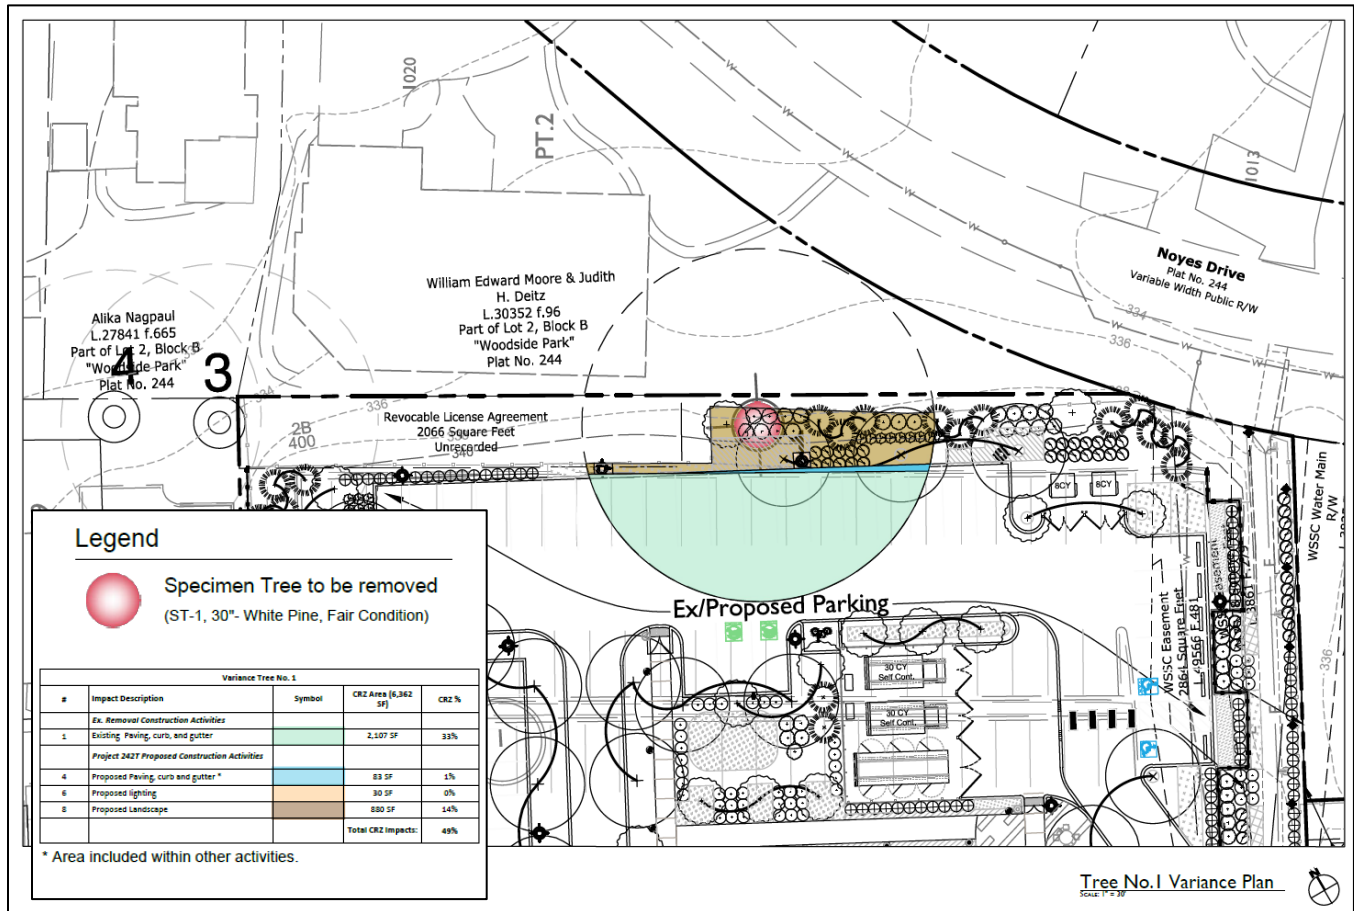 1020
PT.2
1013
Noyes Drive
Plat No. 244
Variable Width Public R/W
334
336
William Edward Moore & Judith
H. Deitz
L.30352 f.96
Part of Lot 2, Block B
"Woodside Park"
Plat No. 244
Alika Nagpaul
L.27841 f.665
Part of Lot 2, Block B
"Woodside Park"
Plat No. 244
4
3
334
336
Revocable License Agreement
2066 Square Feet
Unrecorded
2B
400
340
8CY
8CY
WSSC Water Main
R/W
Ex/Proposed Parking
WSSC Easement
2864 Square Feet
L.9566 F.481
336
30 CY
Self Cont.
30 CY
Self Cont.
Legend
Specimen Tree to be removed
(ST-1, 30"- White Pine, Fair Condition)
Variance Tree No. 1
# Impact Description Symbol CRZ Area (6,362 SF) CRZ %
Ex. Removal Construction Activities
1 Existing Paving, curb, and gutter 2,107 SF 33%
Project 242T Proposed Construction Activities
4 Proposed Paving, curb and gutter * 83 SF 1%
6 Proposed lighting 30 SF 0%
8 Proposed Landscape 880 SF 14%
Total CRZ Impacts: 49%
* Area included within other activities.
Tree No.1 Variance Plan
SCALE: 1" = 30'
N